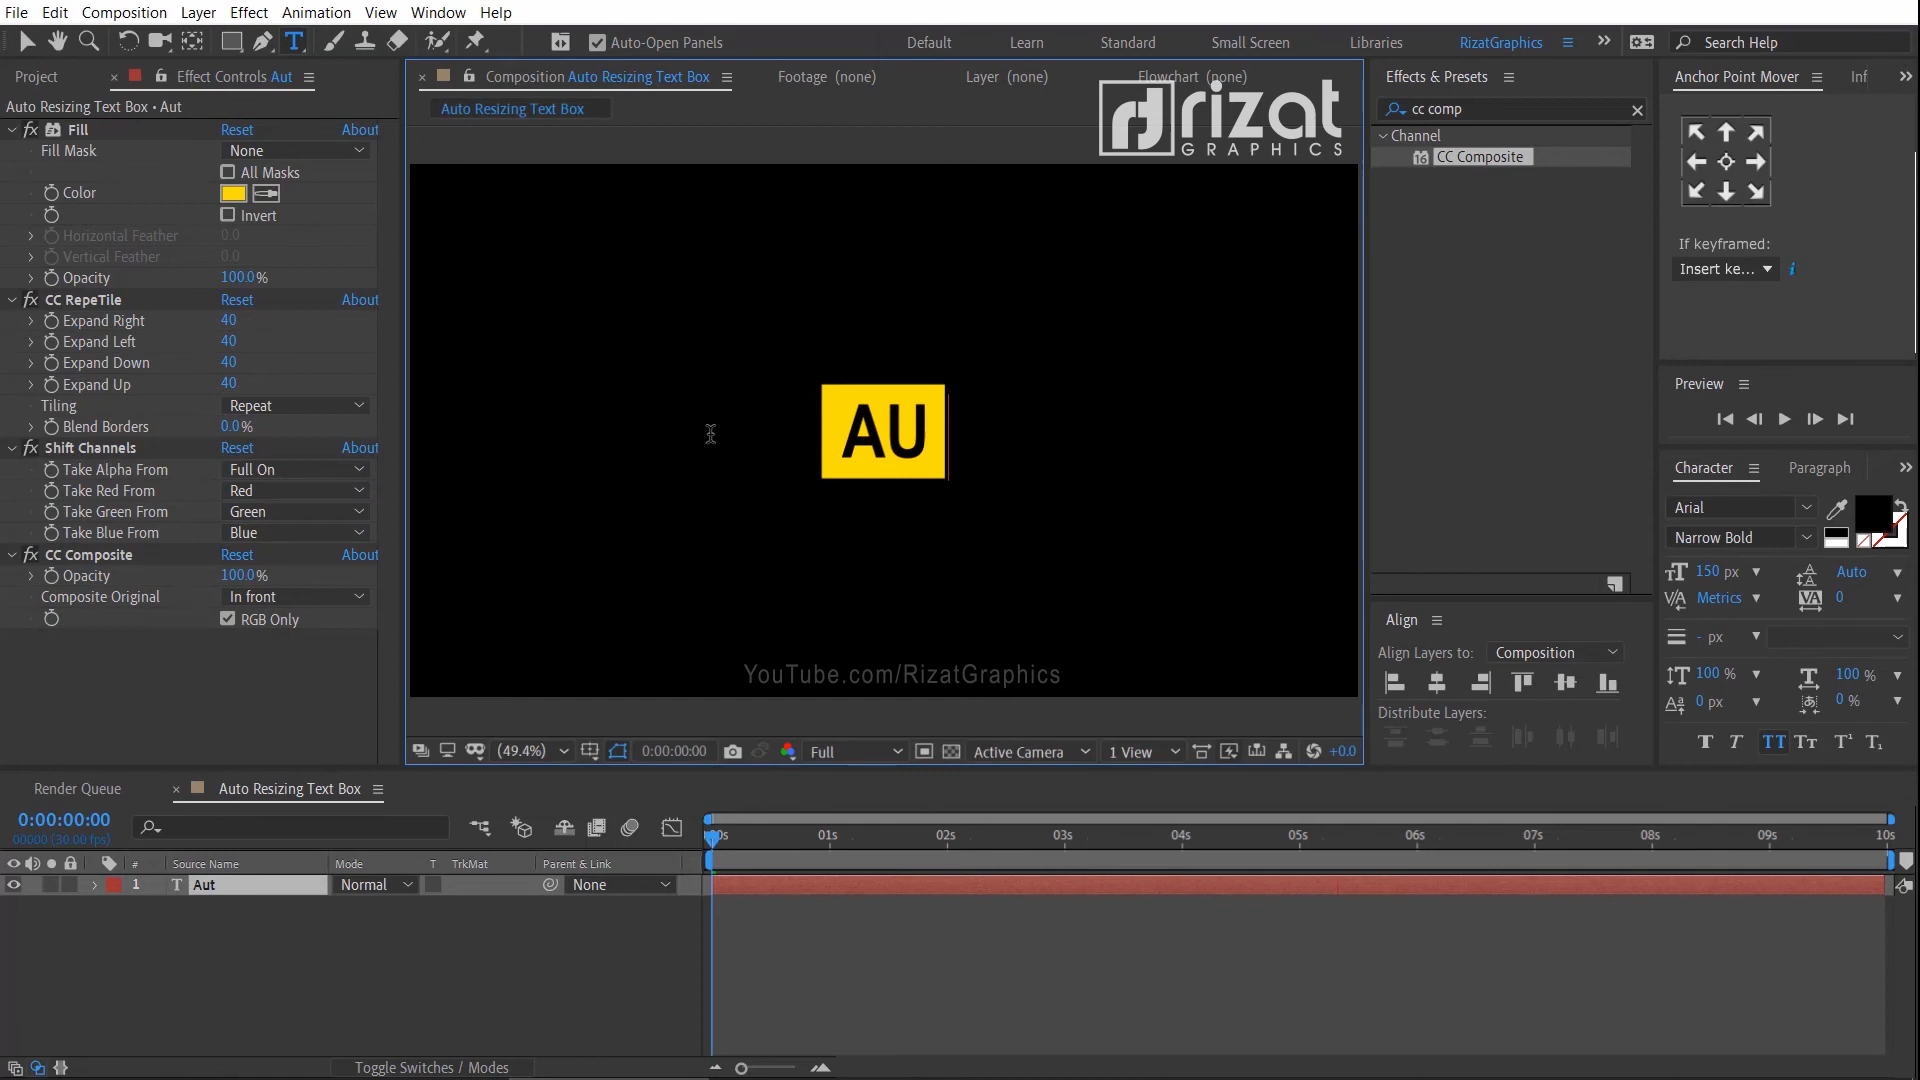 File Edit Composition Layer Effect Animation View Window Help
Auto-Open Panels Default Learn Standard Small Screen Libraries RizatGraphics Search Help
Project Effect Controls Aut
Auto Resizing Text Box • Aut
fx Fill Reset About
Fill Mask None
All Masks
Color
Invert
Horizontal Feather 0.0
Vertical Feather 0.0
Opacity 100.0%
fx CC RepeTile Reset About
Expand Right 40
Expand Left 40
Expand Down 40
Expand Up 40
Tiling Repeat
Blend Borders 0.0%
fx Shift Channels Reset About
Take Alpha From Full On
Take Red From Red
Take Green From Green
Take Blue From Blue
fx CC Composite Reset About
Opacity 100.0%
Composite Original In front
RGB Only
Composition Auto Resizing Text Box Footage (none) Layer (none) Flowchart (none)
Auto Resizing Text Box
rizat
GRAPHICS
AU
YouTube.com/RizatGraphics
(49.4%) 0:00:00:00 Full Active Camera 1 View +0.0
Effects & Presets
cc comp
Channel
16 CC Composite
Align
Align Layers to: Composition
Distribute Layers:
Anchor Point Mover Inf
If keyframed:
Insert ke...
Preview
Character Paragraph
Arial
Narrow Bold
150 px Auto
Metrics 0
- px
100 % 100 %
0 px 0 %
Render Queue Auto Resizing Text Box
0:00:00:00
00000 (30.00 fps)
00s 01s 02s 03s 04s 05s 06s 07s 08s 09s 10s
# Source Name Mode T TrkMat Parent & Link
1 T Aut Normal None
Toggle Switches / Modes